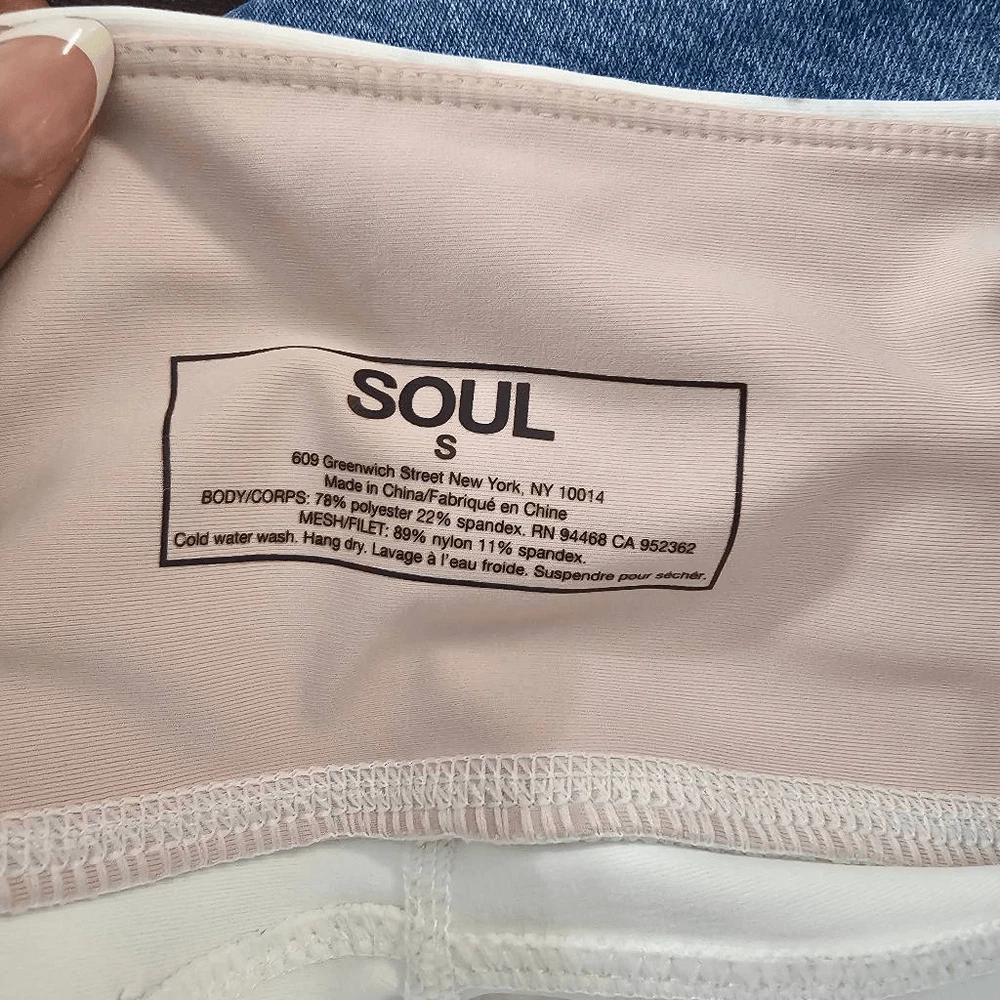 SOUL
S
609 Greenwich Street New York, NY 10014
Made in China/Fabriqué en Chine
BODY/CORPS: 78% polyester 22% spandex. RN 94468 CA 952362
MESH/FILET: 89% nylon 11% spandex.
Cold water wash. Hang dry. Lavage à l'eau froide. Suspendre pour sécher.